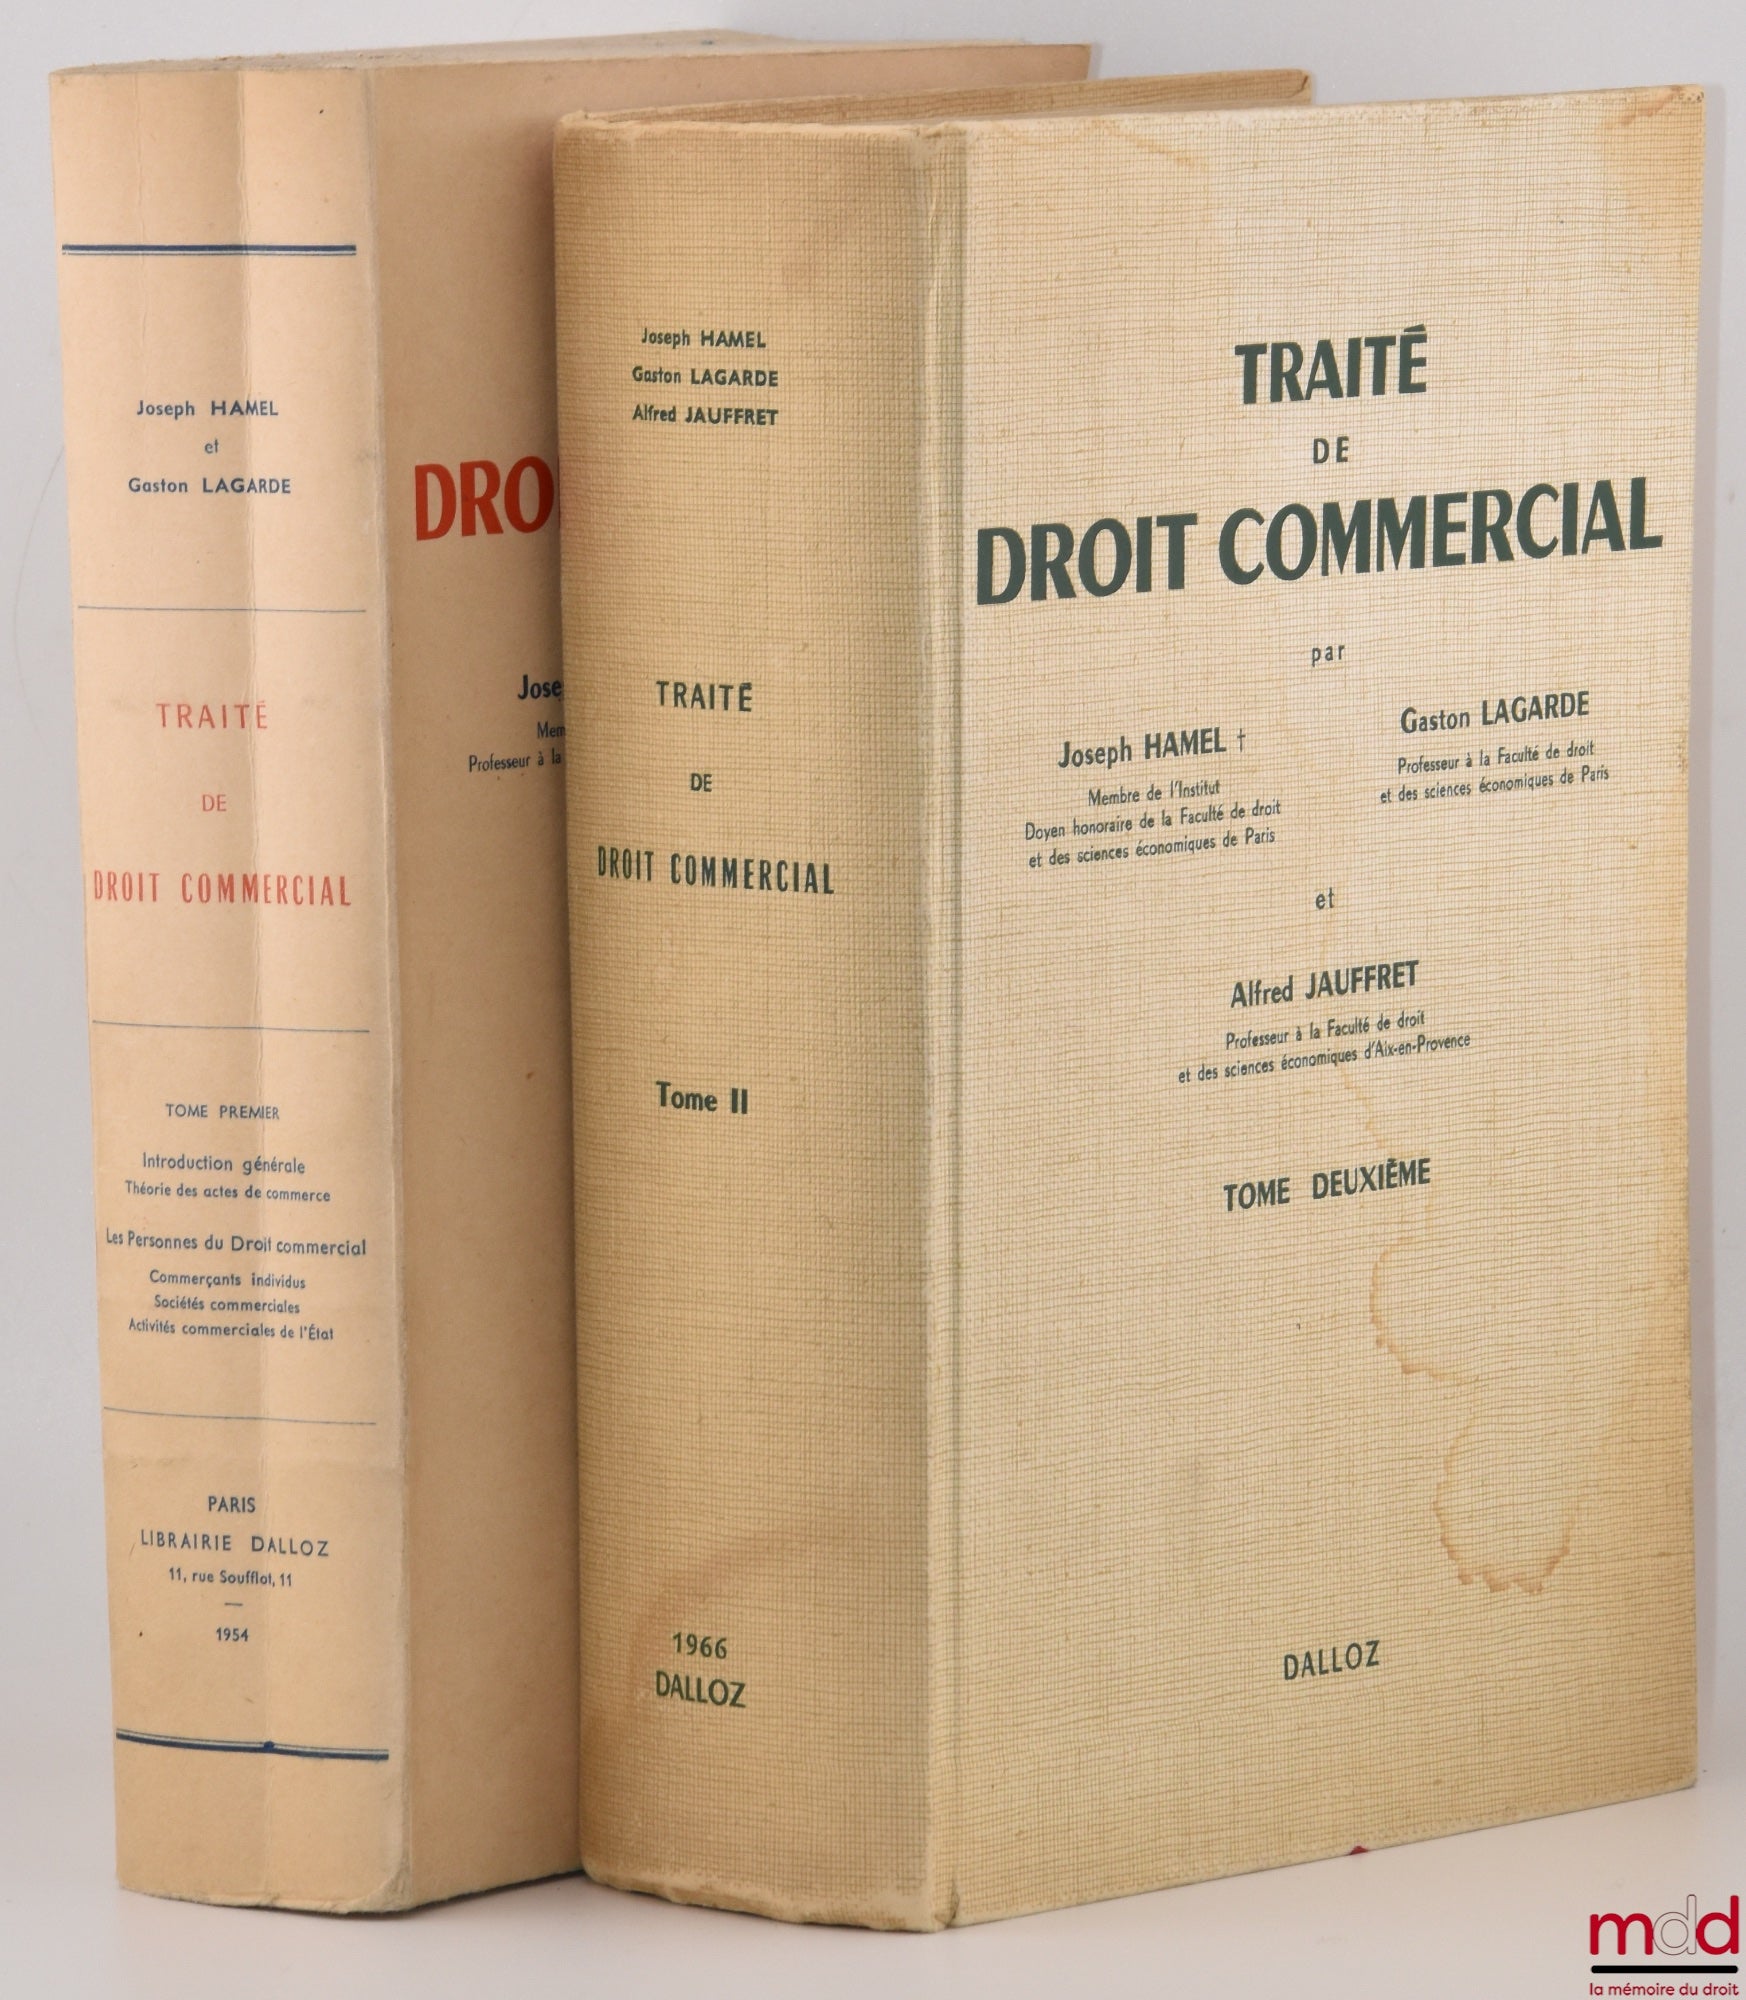 Joseph HAMEL
et
Gaston LAGARDE
TRAITÉ
DE
DROIT COMMERCIAL
TOME PREMIER
Introduction générale
Théorie des actes de commerce
Les Personnes du Droit commercial
Commerçants individus
Sociétés commerciales
Activités commerciales de l'État
PARIS
LIBRAIRIE DALLOZ
11, rue Soufflot, 11
1954
DRO
Jose
Mem
Professeur à la
Joseph HAMEL
Gaston LAGARDE
Alfred JAUFFRET
TRAITÉ
DE
DROIT COMMERCIAL
Tome II
1966
DALLOZ
TRAITÉ
DE
DROIT COMMERCIAL
par
Joseph HAMEL †
Membre de l'Institut
Doyen honoraire de la Faculté de droit
et des sciences économiques de Paris
Gaston LAGARDE
Professeur à la Faculté de droit
et des sciences économiques de Paris
et
Alfred JAUFFRET
Professeur à la Faculté de droit
et des sciences économiques d'Aix-en-Provence
TOME DEUXIÈME
DALLOZ
mdd
la mémoire du droit